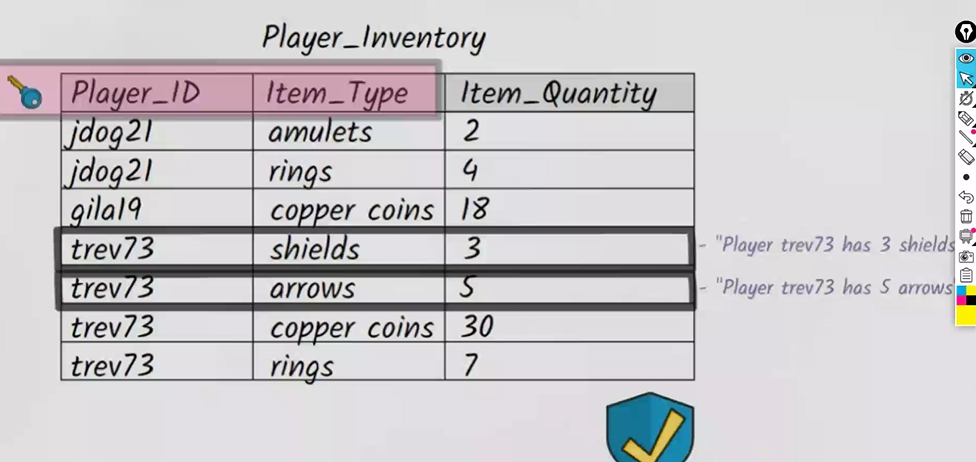 Player_Inventory
Player_ID Item_Type Item_Quantity
jdog21 amulets 2
jdog21 rings 4
gila19 copper coins 18
trev73 shields 3 - "Player trev73 has 3 shields
trev73 arrows 5 - "Player trev73 has 5 arrows
trev73 copper coins 30
trev73 rings 7